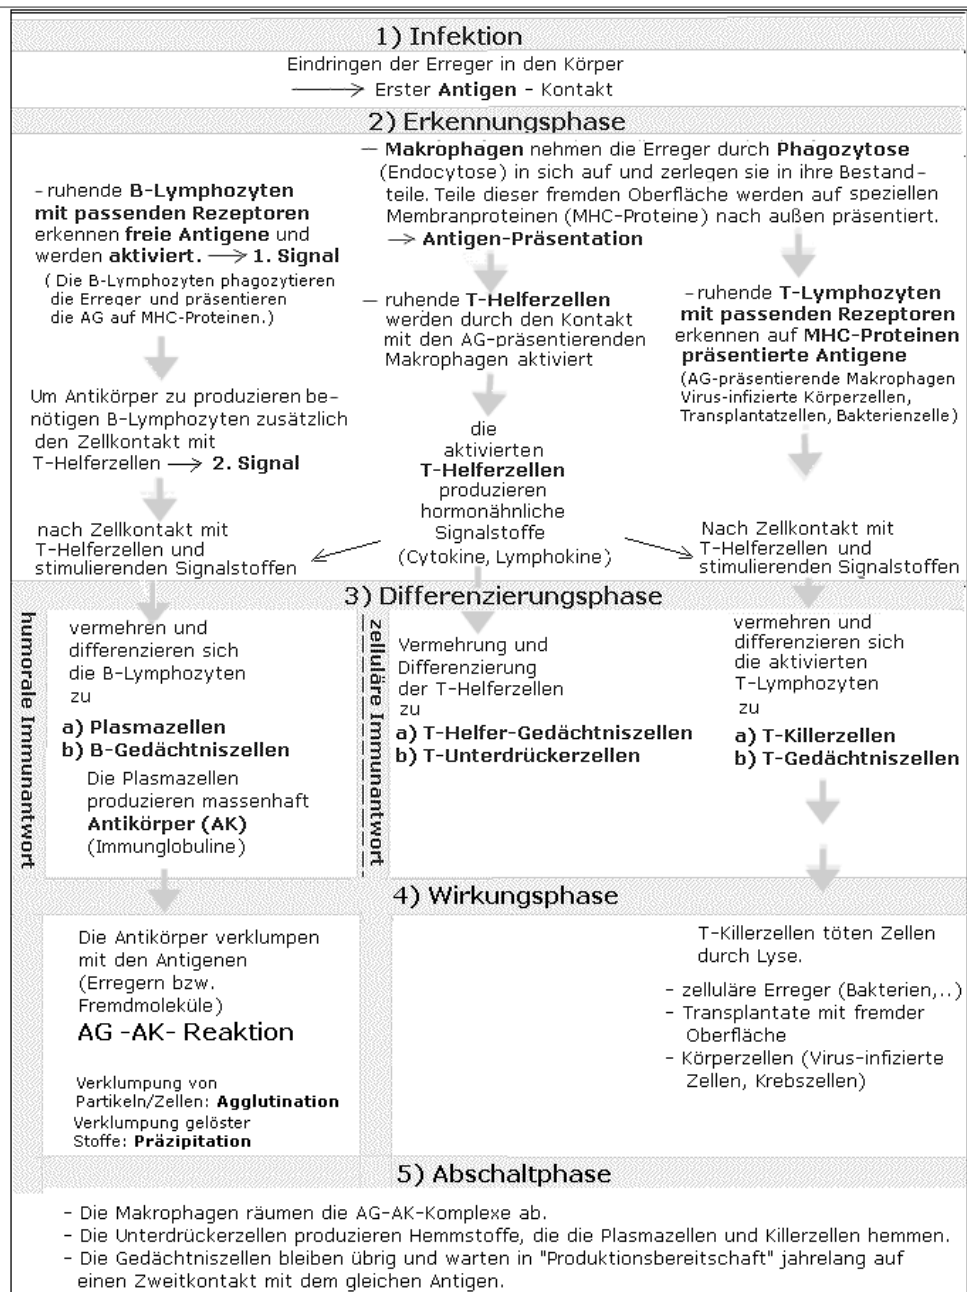 1) Infektion
Eindringen der Erreger in den Körper
⟶ Erster Antigen - Kontakt
2) Erkennungsphase
- ruhende B-Lymphozyten
mit passenden Rezeptoren
erkennen freie Antigene und
werden aktiviert. ⟶ 1. Signal
( Die B-Lymphozyten phagozytieren
die Erreger und präsentieren
die AG auf MHC-Proteinen.)
Um Antikörper zu produzieren be-
nötigen B-Lymphozyten zusätzlich
den Zellkontakt mit
T-Helferzellen ⟶ 2. Signal
nach Zellkontakt mit
T-Helferzellen und
stimulierenden Signalstoffen
— Makrophagen nehmen die Erreger durch Phagozytose
(Endocytose) in sich auf und zerlegen sie in ihre Bestand-
teile. Teile dieser fremden Oberfläche werden auf speziellen
Membranproteinen (MHC-Proteine) nach außen präsentiert.
⟶ Antigen-Präsentation
— ruhende T-Helferzellen
werden durch den Kontakt
mit den AG-präsentierenden
Makrophagen aktiviert
die
aktivierten
T-Helferzellen
produzieren
hormonähnliche
Signalstoffe
(Cytokine, Lymphokine)
-ruhende T-Lymphozyten
mit passenden Rezeptoren
erkennen auf MHC-Proteinen
präsentierte Antigene
(AG-präsentierende Makrophagen
Virus-infizierte Körperzellen,
Transplantatzellen, Bakterienzelle)
Nach Zellkontakt mit
T-Helferzellen und
stimulierenden Signalstoffen
3) Differenzierungsphase
humorale Immunantwort
vermehren und
differenzieren sich
die B-Lymphozyten
zu
a) Plasmazellen
b) B-Gedächtniszellen
Die Plasmazellen
produzieren massenhaft
Antikörper (AK)
(Immunglobuline)
zelluläre Immunantwort
Vermehrung und
Differenzierung
der T-Helferzellen
zu
a) T-Helfer-Gedächtniszellen
b) T-Unterdrückerzellen
vermehren und
differenzieren sich
die aktivierten
T-Lymphozyten
zu
a) T-Killerzellen
b) T-Gedächtniszellen
4) Wirkungsphase
Die Antikörper verklumpen
mit den Antigenen
(Erregern bzw.
Fremdmoleküle)
AG -AK- Reaktion
Verklumpung von
Partikeln/Zellen: Agglutination
Verklumpung gelöster
Stoffe: Präzipitation
T-Killerzellen töten Zellen
durch Lyse.
- zelluläre Erreger (Bakterien,..)
- Transplantate mit fremder
Oberfläche
- Körperzellen (Virus-infizierte
Zellen, Krebszellen)
5) Abschaltphase
- Die Makrophagen räumen die AG-AK-Komplexe ab.
- Die Unterdrückerzellen produzieren Hemmstoffe, die die Plasmazellen und Killerzellen hemmen.
- Die Gedächtniszellen bleiben übrig und warten in "Produktionsbereitschaft" jahrelang auf
einen Zweitkontakt mit dem gleichen Antigen.